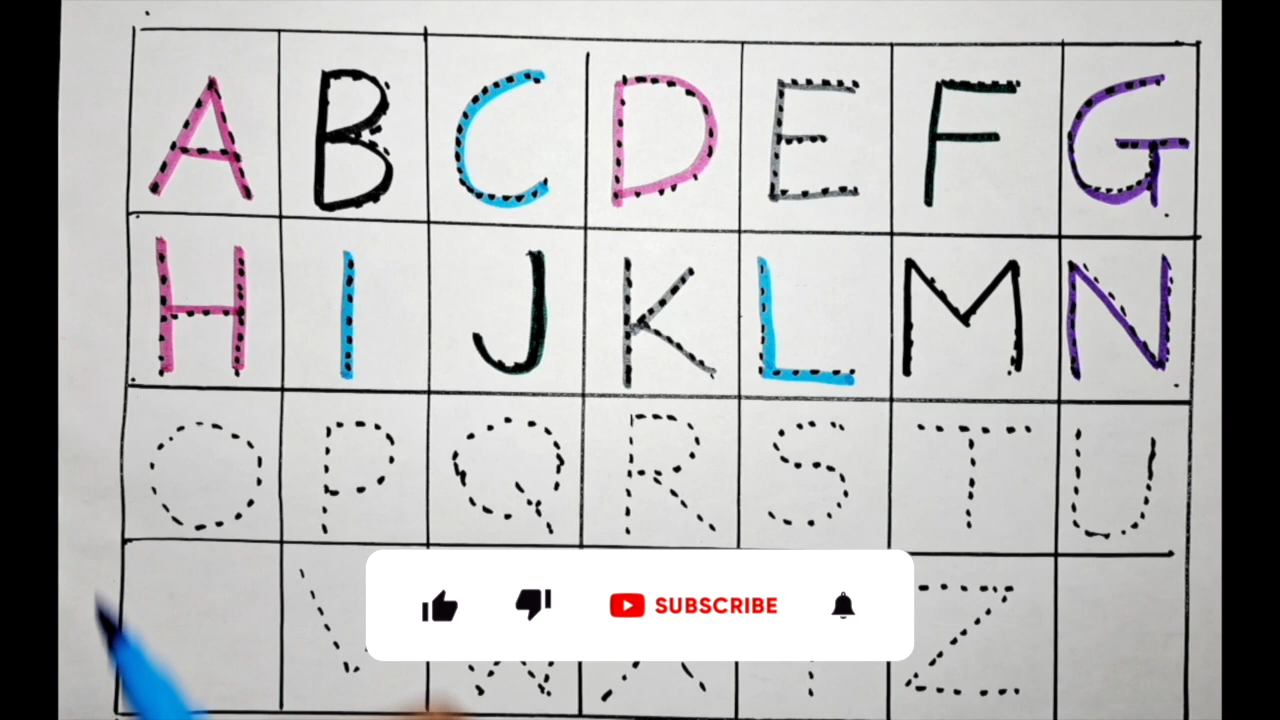 A B C D E F G
H I J K L M N
O P Q R S T U
V W X Y Z
SUBSCRIBE